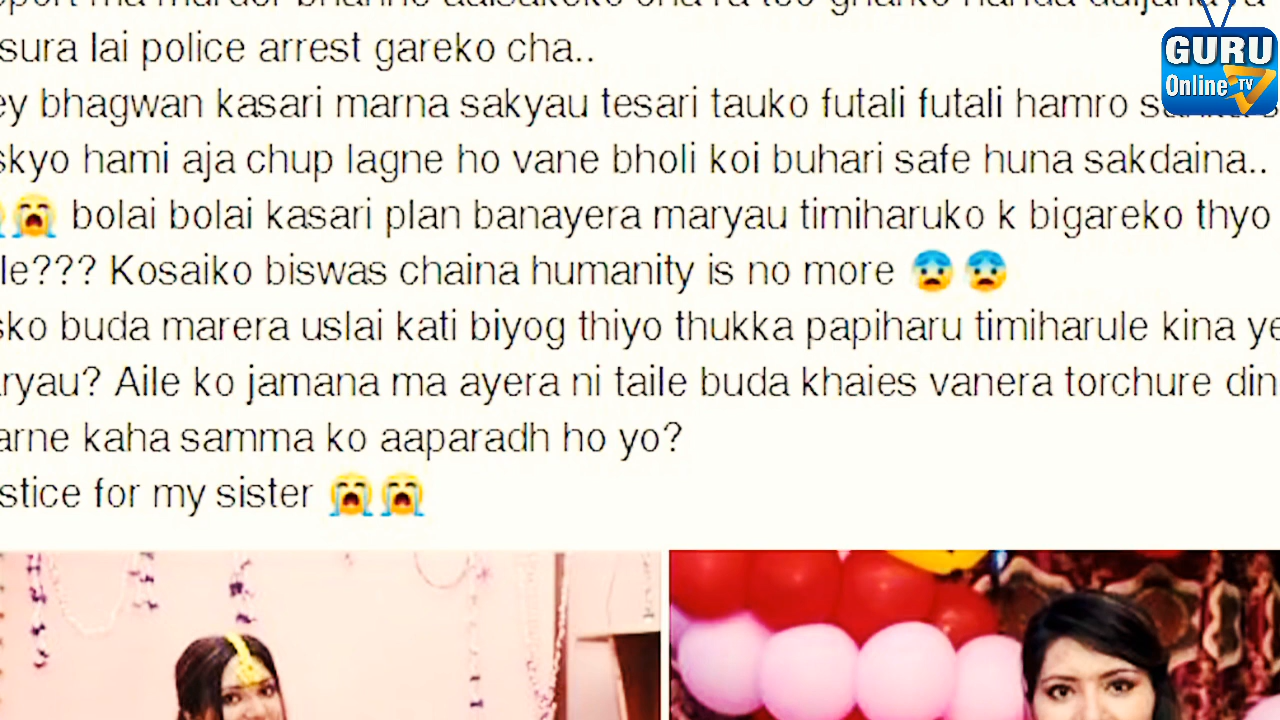 sura lai police arrest gareko cha..
ey bhagwan kasari marna sakyau tesari tauko futali futali hamro
skyo hami aja chup lagne ho vane bholi koi buhari safe huna sakdaina..
😭 bolai bolai kasari plan banayera maryau timiharuko k bigareko thyo
le??? Kosaiko biswas chaina humanity is no more 😰😰
sko buda marera uslai kati biyog thiyo thukka papiharu timiharule kina ye
ryau? Aile ko jamana ma ayera ni taile buda khaies vanera torchure din
arne kaha samma ko aaparadh ho yo?
stice for my sister 😭😭
GURU
Online TV